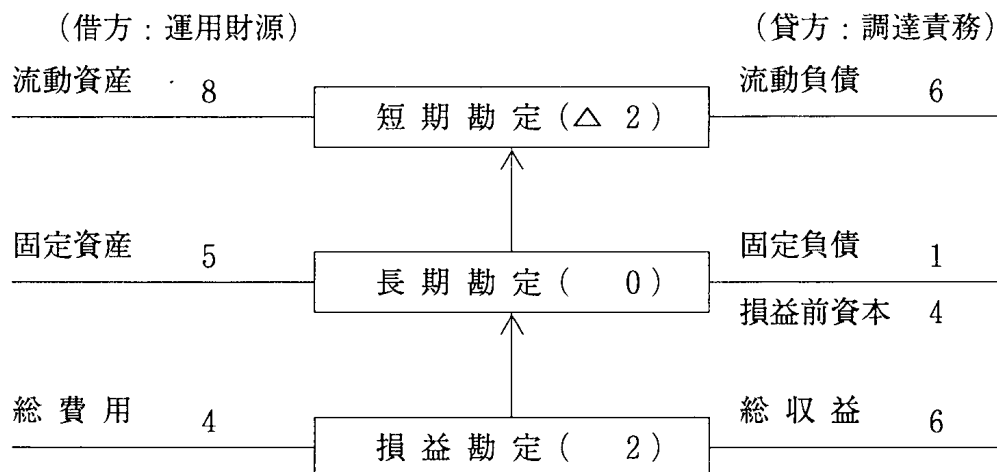 (借方:運用財源) (貸方:調達責務)
流動資産 8 短期勘定(△ 2) 流動負債 6
固定資産 5 長期勘定( 0) 固定負債 1
損益前資本 4
総費用 4 損益勘定( 2) 総収益 6